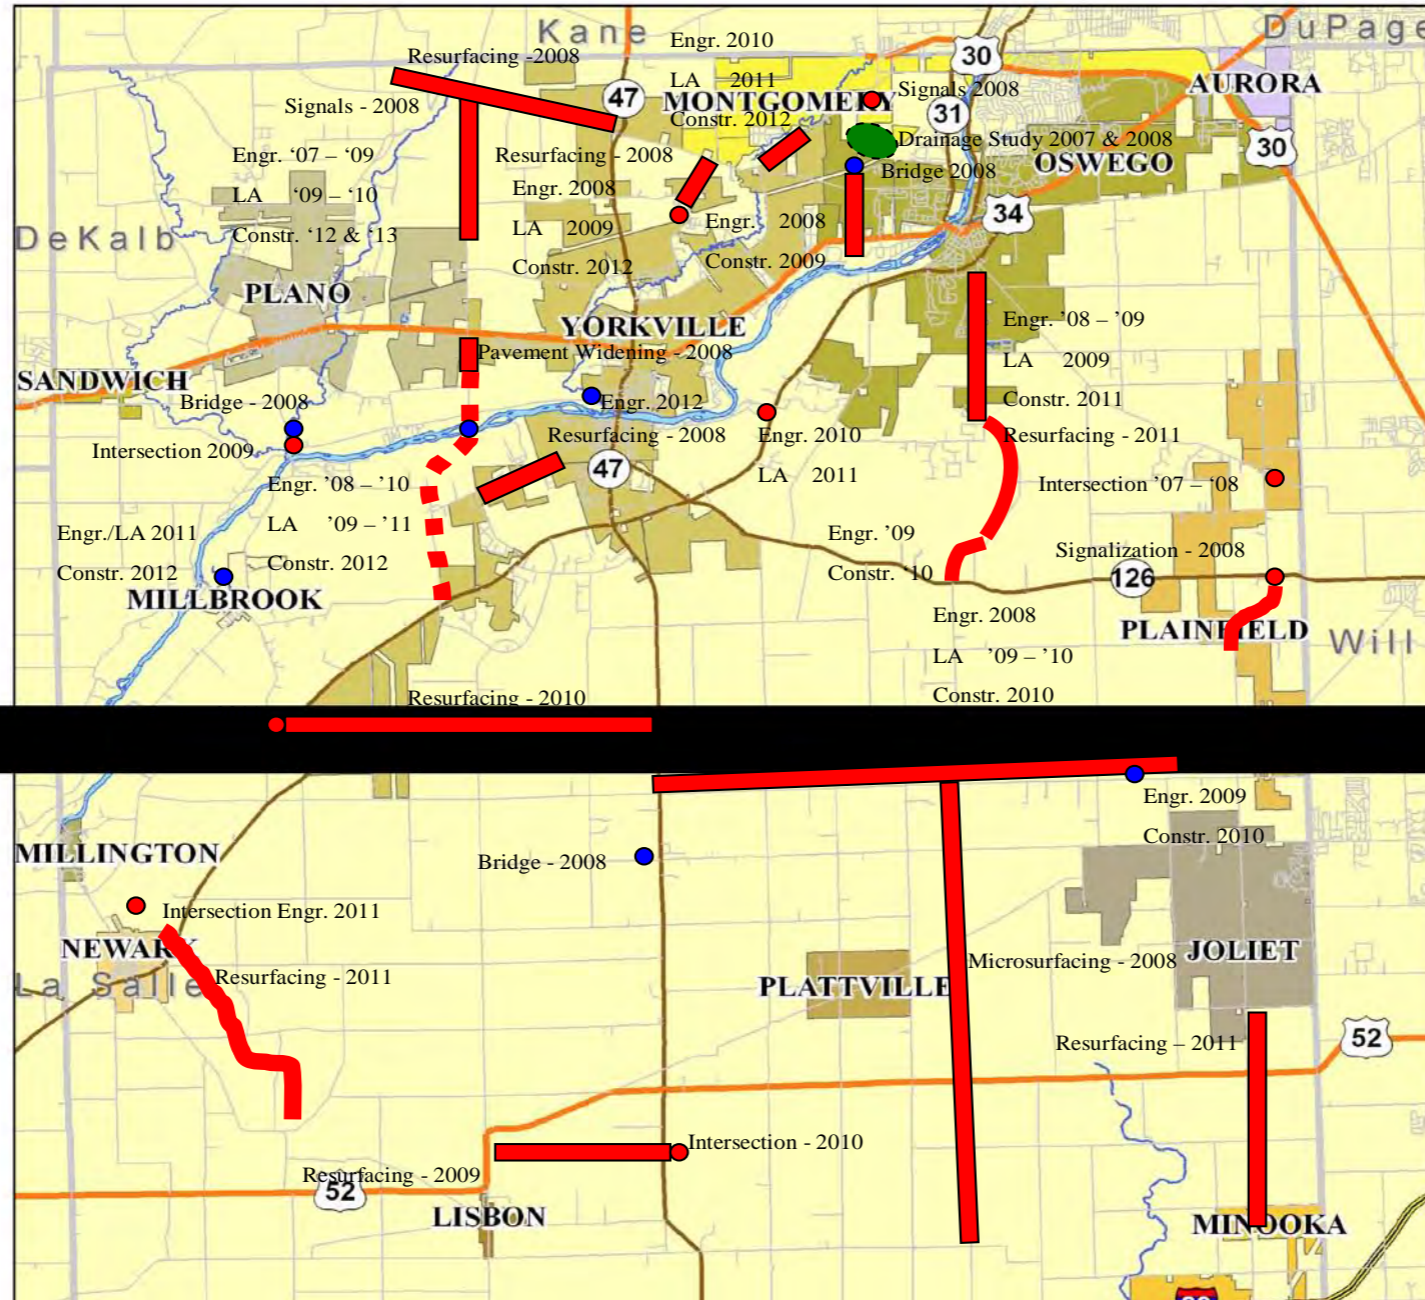 Kane
DuPage
Resurfacing -2008
Engr. 2010
LA 2011
Constr. 2012
30
AURORA
47
MONTGOMERY
Signals 2008
31
Signals - 2008
Drainage Study 2007 & 2008
30
Engr. ‘07 – ‘09
LA ‘09 – ‘10
Constr. ‘12 & ‘13
Resurfacing - 2008
Engr. 2008
LA 2009
Constr. 2012
Bridge 2008
OSWEGO
34
Engr. 2008
Constr. 2009
DeKalb
PLANO
YORKVILLE
Pavement Widening - 2008
Engr. ’08 – ’09
LA 2009
Constr. 2011
Resurfacing - 2011
SANDWICH
Bridge - 2008
Intersection 2009
Engr. 2012
Resurfacing - 2008
47
Engr. 2010
LA 2011
Engr. ’08 – ’10
LA ’09 – ’11
Constr. 2012
Intersection ’07 – ‘08
Engr./LA 2011
Constr. 2012
MILLBROOK
Engr. ’09
Constr. ‘10
Signalization - 2008
126
Engr. 2008
LA ’09 – ’10
Constr. 2010
PLAINFIELD
Will
Resurfacing - 2010
Engr. 2009
Constr. 2010
MILLINGTON
Bridge - 2008
Intersection Engr. 2011
NEWARK
La Salle
Resurfacing - 2011
PLATTVILLE
Microsurfacing - 2008
JOLIET
Resurfacing – 2011
52
Intersection - 2010
Resurfacing - 2009
52
LISBON
MINOOKA